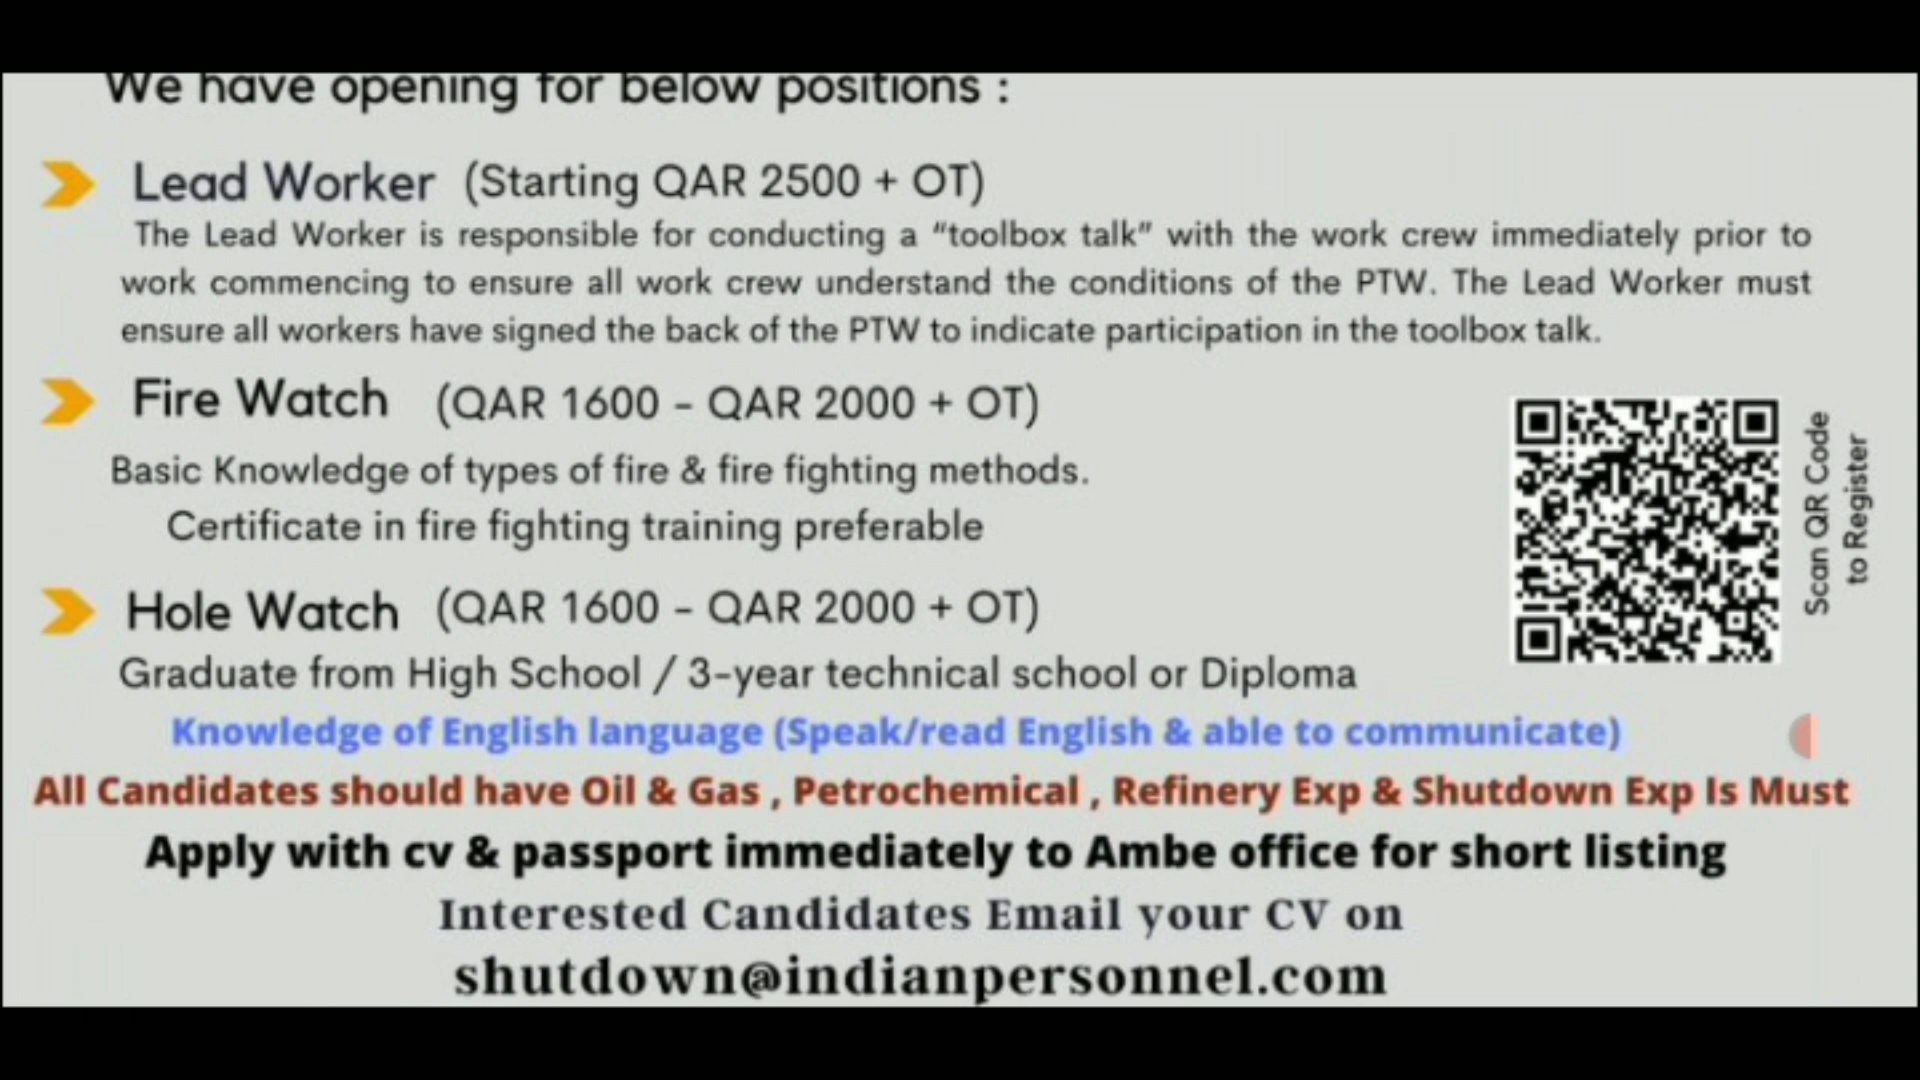 We have opening for below positions :
Lead Worker (Starting QAR 2500 + OT)
The Lead Worker is responsible for conducting a “toolbox talk” with the work crew immediately prior to
work commencing to ensure all work crew understand the conditions of the PTW. The Lead Worker must
ensure all workers have signed the back of the PTW to indicate participation in the toolbox talk.
Fire Watch (QAR 1600 - QAR 2000 + OT)
Basic Knowledge of types of fire & fire fighting methods.
Certificate in fire fighting training preferable
Scan QR Code
to Register
Hole Watch (QAR 1600 - QAR 2000 + OT)
Graduate from High School / 3-year technical school or Diploma
Knowledge of English language (Speak/read English & able to communicate)
All Candidates should have Oil & Gas , Petrochemical , Refinery Exp & Shutdown Exp Is Must
Apply with cv & passport immediately to Ambe office for short listing
Interested Candidates Email your CV on
shutdown@indianpersonnel.com